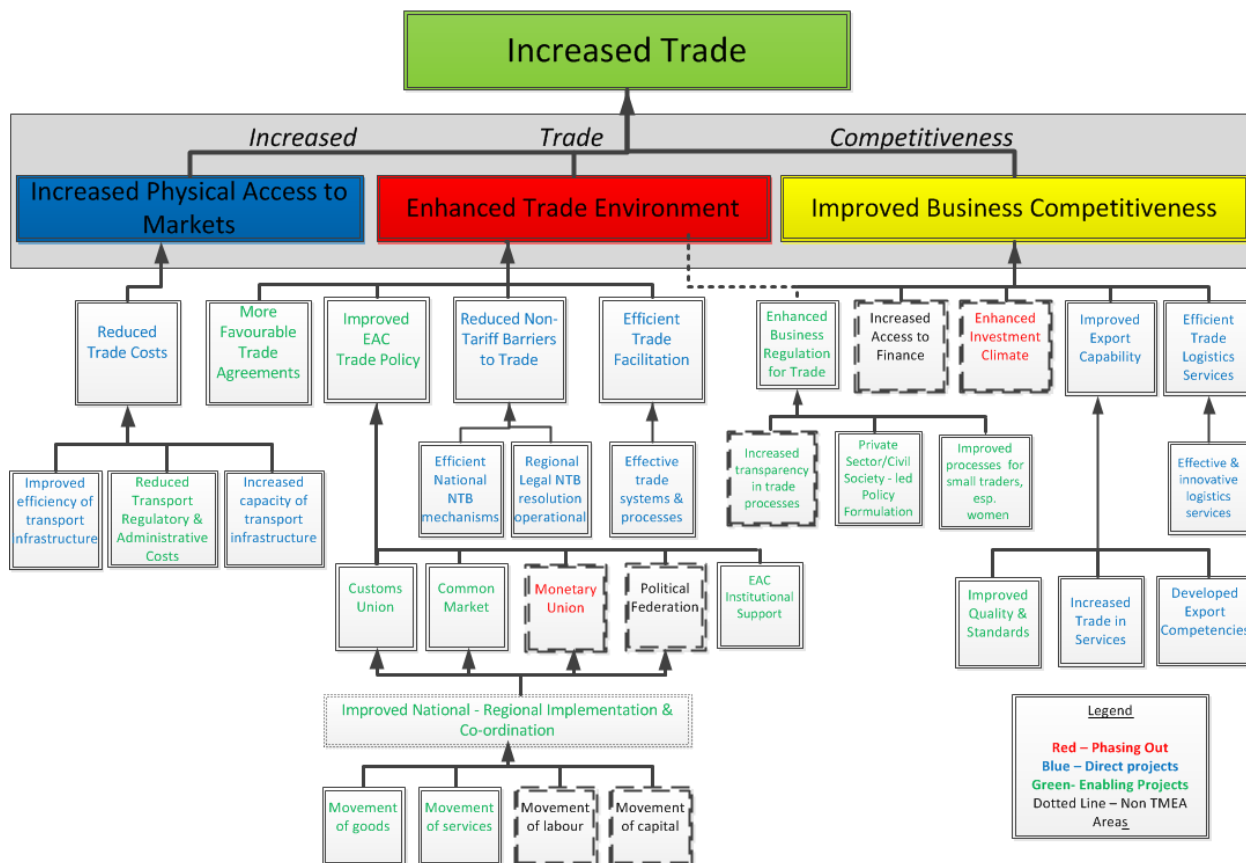 Increased Trade
Increased Trade Competitiveness
Increased Physical Access to
Markets
Enhanced Trade Environment
Improved Business Competitiveness
Reduced
Trade Costs
More
Favourable
Trade
Agreements
Improved
EAC
Trade Policy
Reduced Non-
Tariff Barriers
to Trade
Efficient
Trade
Facilitation
Enhanced
Business
Regulation
for Trade
Increased
Access to
Finance
Enhanced
Investment
Climate
Improved
Export
Capability
Efficient
Trade
Logistics
Services
Improved
efficiency of
transport
nfrastructure
Reduced
Transport
Regulatory &
Administrative
Costs
Increased
capacity of
transport
infrastructure
Efficient
National
NTB
mechanisms
Regional
Legal NTB
resolution
operational
Effective
trade
systems &
processes
Increased
transparency
in trade
processes
Private
Sector/Civil
Society - led
Policy
Formulation
Improved
processes for
small traders,
esp.
women
Effective &
innovative
logistics
services
Customs
Union
Common
Market
Monetary
Union
Political
Federation
EAC
Institutional
Support
Improved
Quality &
Standards
Increased
Trade in
Services
Developed
Export
Competencies
Improved National - Regional Implementation &
Co-ordination
Movement
of goods
Movement
of services
Movement
of labour
Movement
of capital
Legend
Red – Phasing Out
Blue – Direct projects
Green- Enabling Projects
Dotted Line – Non TMEA
Areas